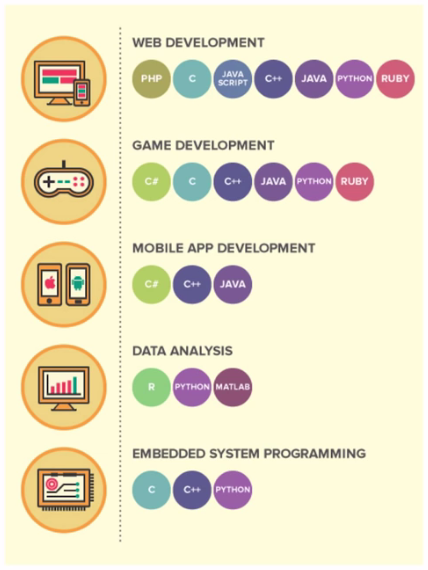 WEB DEVELOPMENT
PHP C JAVA SCRIPT C++ JAVA PYTHON RUBY
GAME DEVELOPMENT
C# C C++ JAVA PYTHON RUBY
MOBILE APP DEVELOPMENT
C# C++ JAVA
DATA ANALYSIS
R PYTHON MATLAB
EMBEDDED SYSTEM PROGRAMMING
C C++ PYTHON